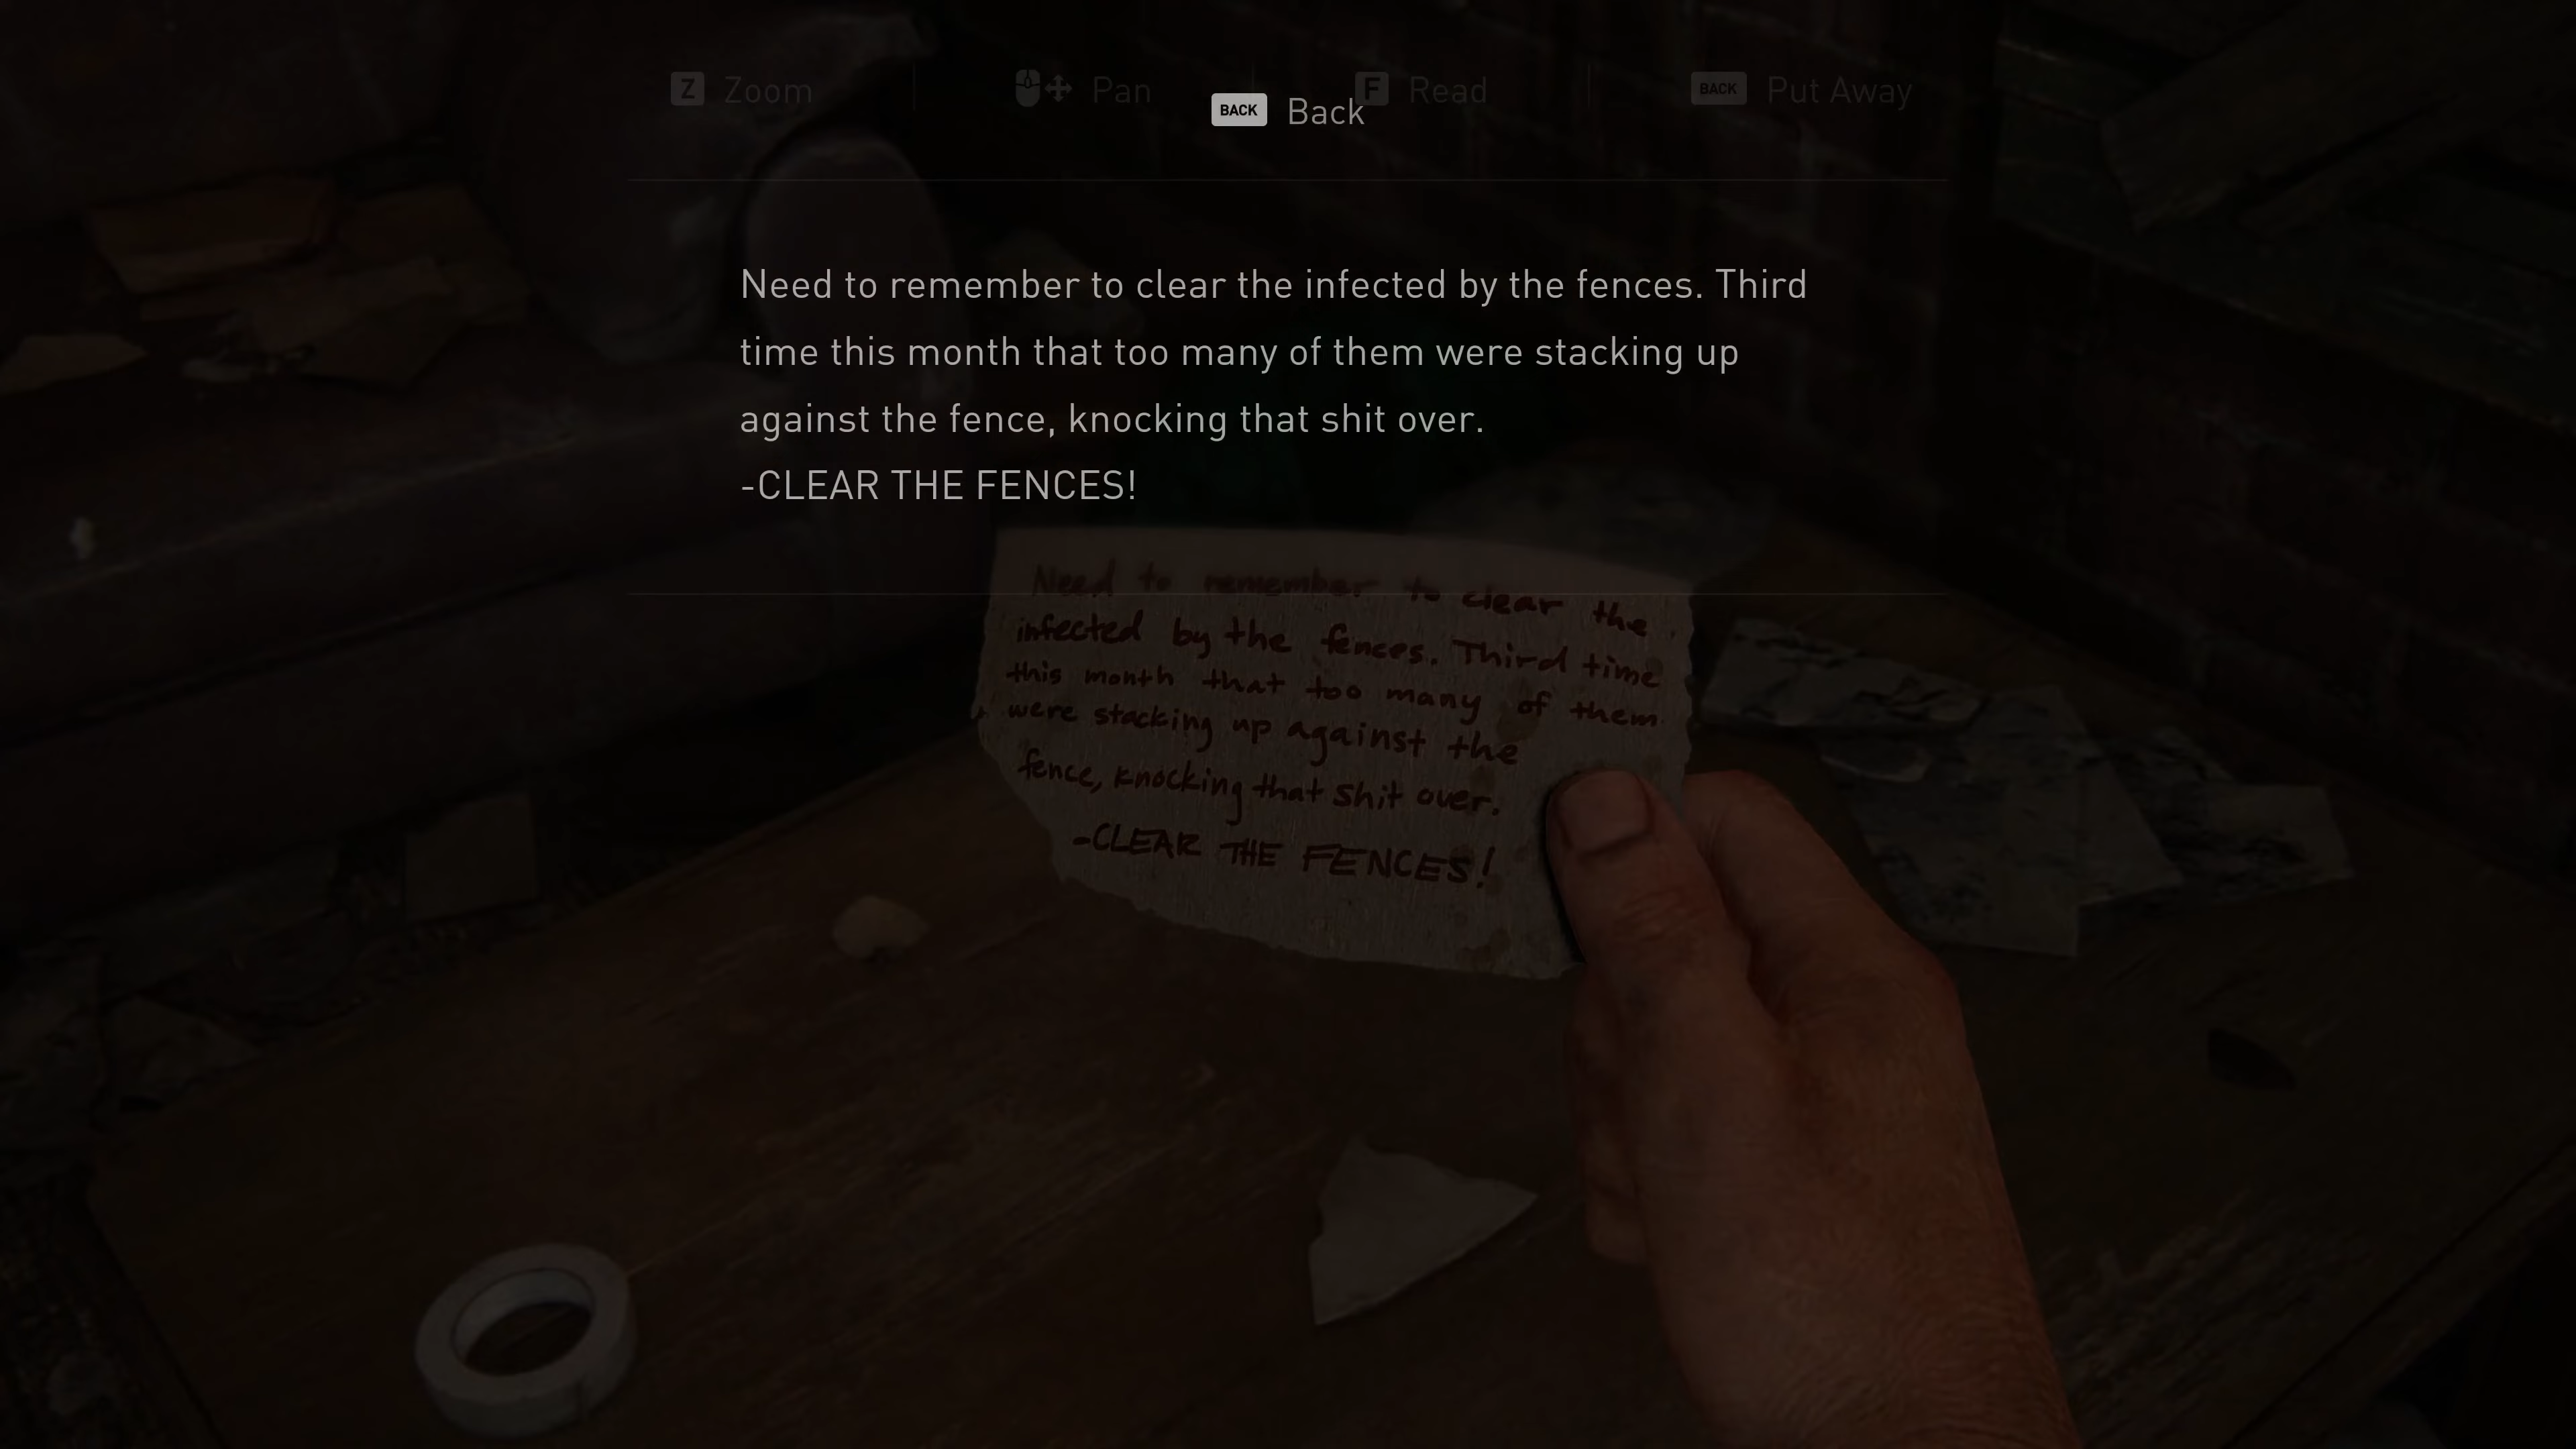 Z Zoom
Pan
F Read
BACK Put Away
BACK Back
Need to remember to clear the infected by the fences. Third
time this month that too many of them were stacking up
against the fence, knocking that shit over.
-CLEAR THE FENCES!
Need to remember to clear the
infected by the fences. Third time
this month that too many of them
were stacking up against the
fence, knocking that shit over.
-CLEAR THE FENCES!